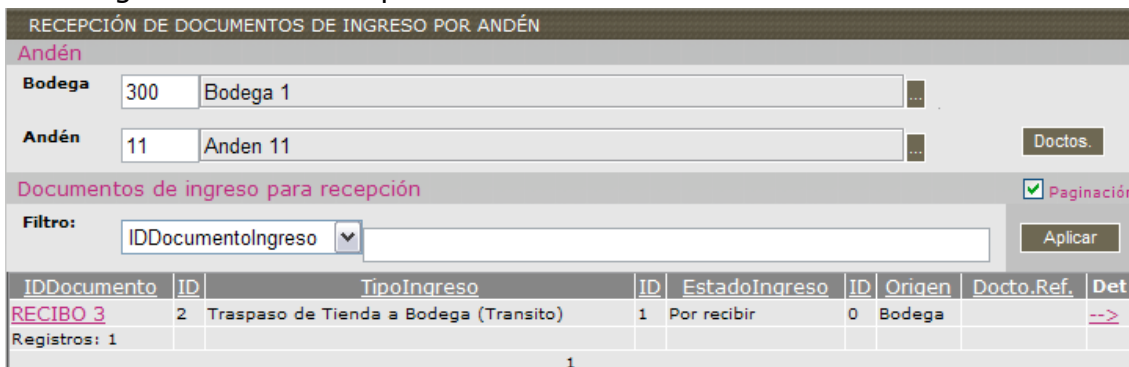 RECEPCIÓN DE DOCUMENTOS DE INGRESO POR ANDÉN
Andén
Bodega 300 Bodega 1 ...
Andén 11 Anden 11 ... Doctos.
Documentos de ingreso para recepción Paginación
Filtro: IDDocumentoIngreso Aplicar
IDDocumento ID TipoIngreso ID EstadoIngreso ID Origen Docto.Ref. Det
RECIBO 3 2 Traspaso de Tienda a Bodega (Transito) 1 Por recibir 0 Bodega -->
Registros: 1
1